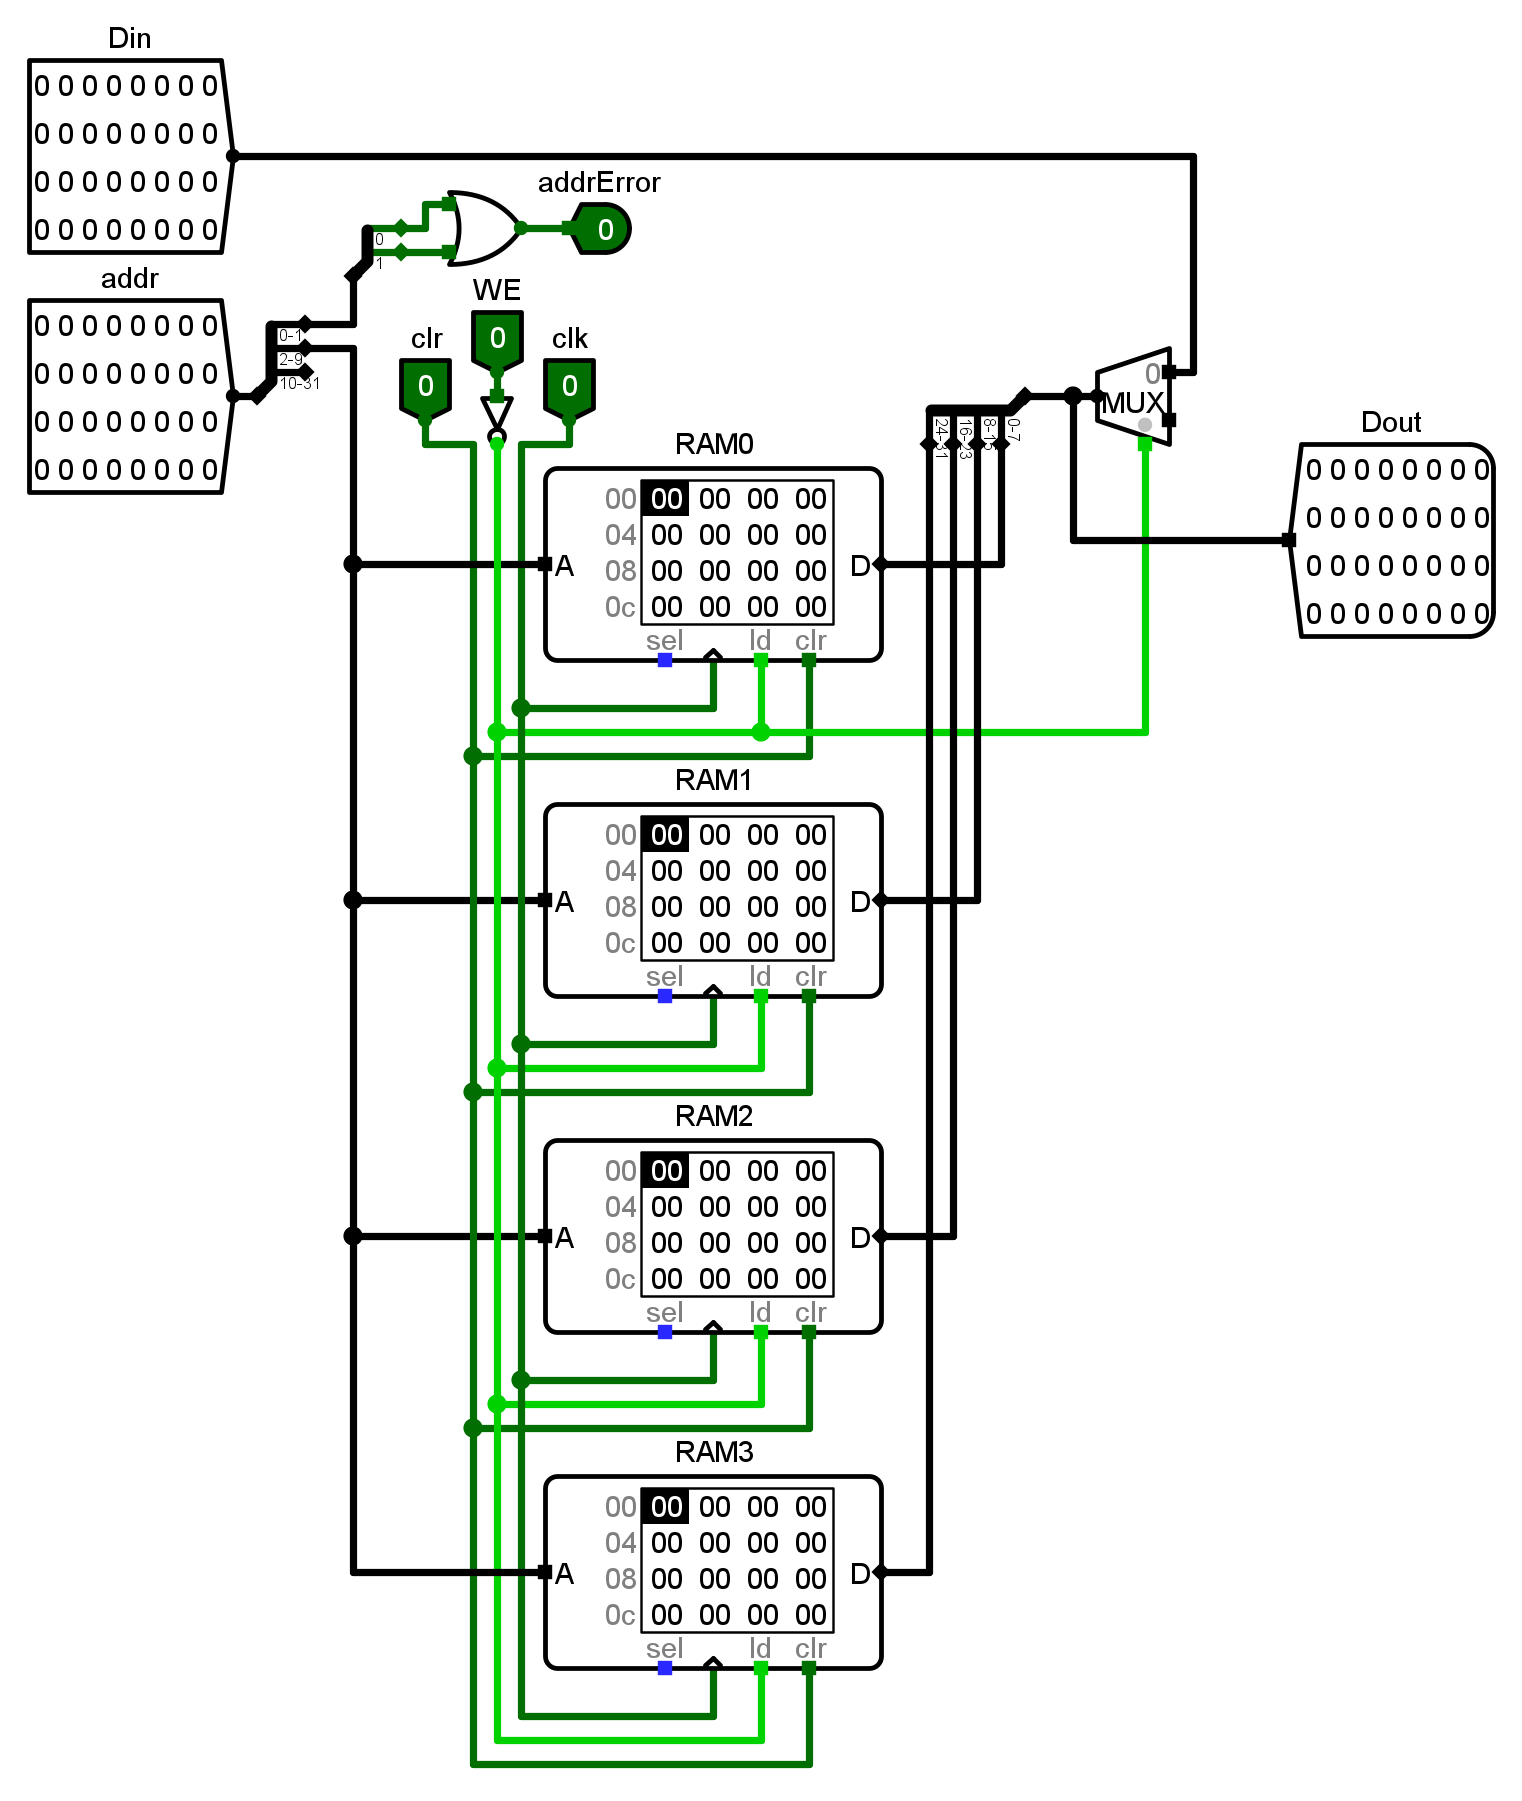 Din
0 0 0 0 0 0 0 0
0 0 0 0 0 0 0 0
0 0 0 0 0 0 0 0
0 0 0 0 0 0 0 0
addr
0 0 0 0 0 0 0 0
0 0 0 0 0 0 0 0
0 0 0 0 0 0 0 0
0 0 0 0 0 0 0 0
0-1
2-9
10-31
0
1
addrError
0
WE
0
clr
0
clk
0
RAM0
00 00 00 00 00
04 00 00 00 00
08 00 00 00 00
0c 00 00 00 00
A
D
sel ld clr
RAM1
00 00 00 00 00
04 00 00 00 00
08 00 00 00 00
0c 00 00 00 00
A
D
sel ld clr
RAM2
00 00 00 00 00
04 00 00 00 00
08 00 00 00 00
0c 00 00 00 00
A
D
sel ld clr
RAM3
00 00 00 00 00
04 00 00 00 00
08 00 00 00 00
0c 00 00 00 00
A
D
sel ld clr
24-31
16-23
8-15
0-7
0
MUX
Dout
0 0 0 0 0 0 0 0
0 0 0 0 0 0 0 0
0 0 0 0 0 0 0 0
0 0 0 0 0 0 0 0